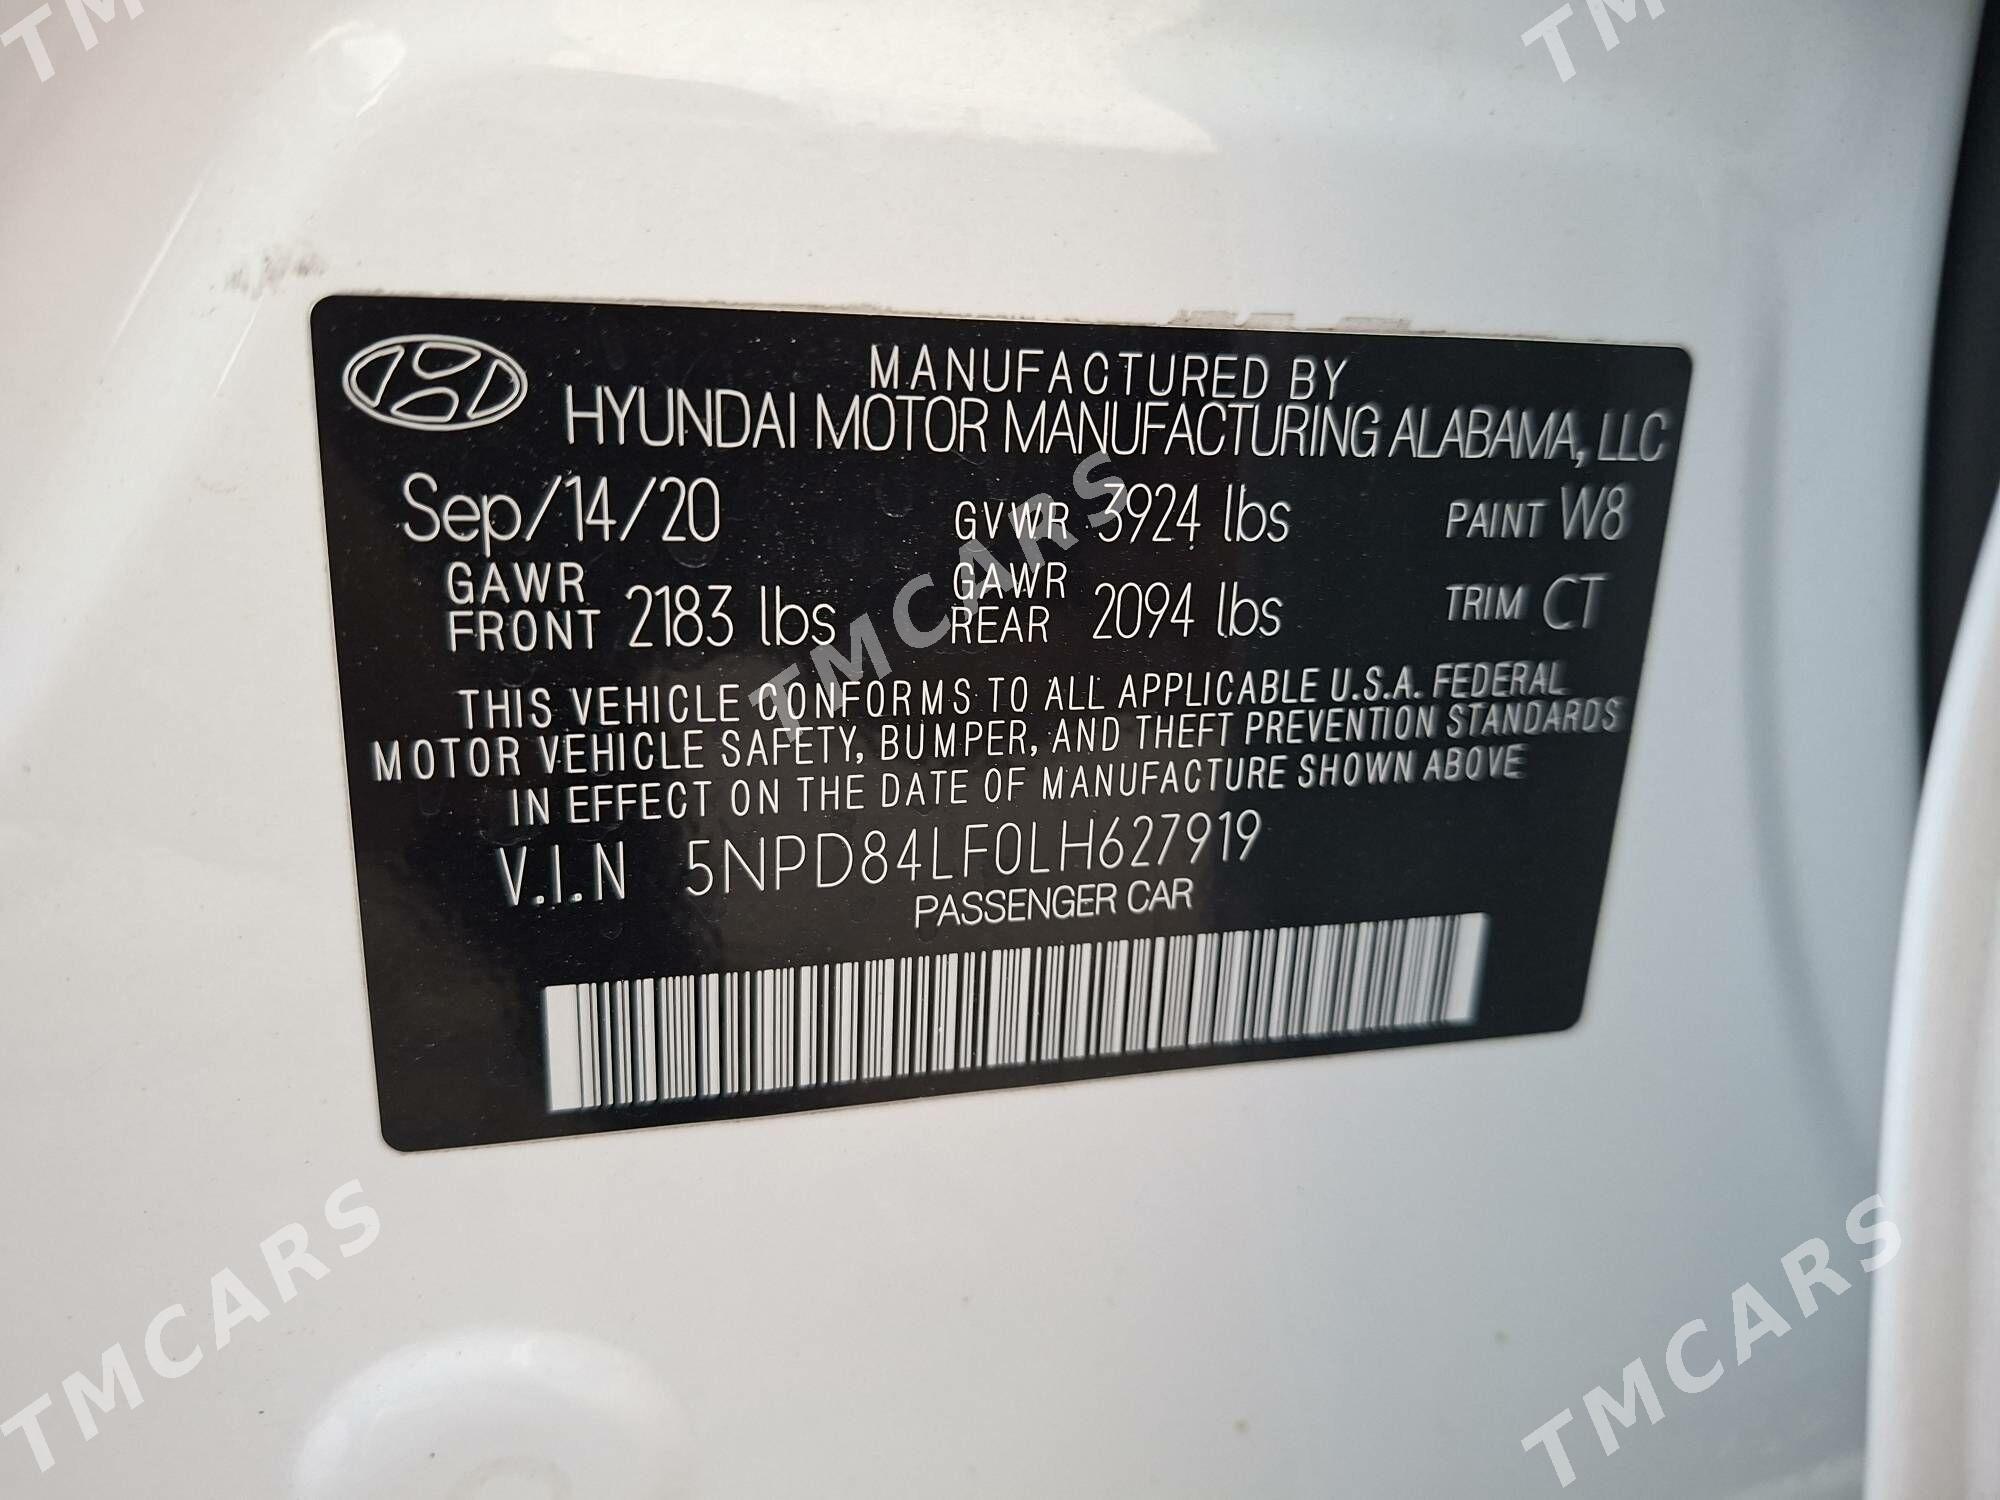 MANUFACTURED BY
HYUNDAI MOTOR MANUFACTURING ALABAMA, LLC
Sep/14/20 GVWR 3924 lbs PAINT W8
GAWR FRONT 2183 lbs GAWR REAR 2094 lbs TRIM CT
THIS VEHICLE CONFORMS TO ALL APPLICABLE U.S.A. FEDERAL
MOTOR VEHICLE SAFETY, BUMPER, AND THEFT PREVENTION STANDARDS
IN EFFECT ON THE DATE OF MANUFACTURE SHOWN ABOVE
V.I.N 5NPD84LF0LH627919
PASSENGER CAR
TMCARS
TMCARS
TMCARS
TM
TM